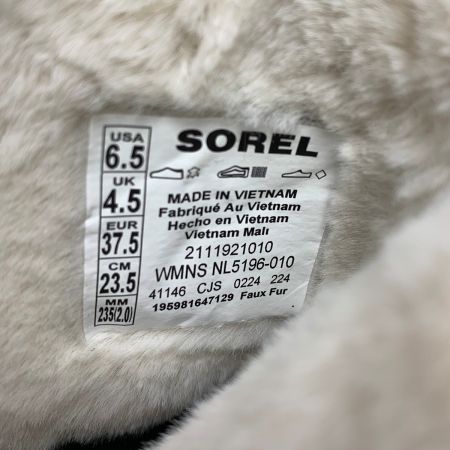 USA
6.5
UK
4.5
EUR
37.5
CM
23.5
MM
235(2.0)
SOREL
MADE IN VIETNAM
Fabriqué Au Vietnam
Hecho en Vietnam
Vietnam Malı
2111921010
WMNS NL5196-010
41146 CJS 0224 224
195981647129 Faux Fur